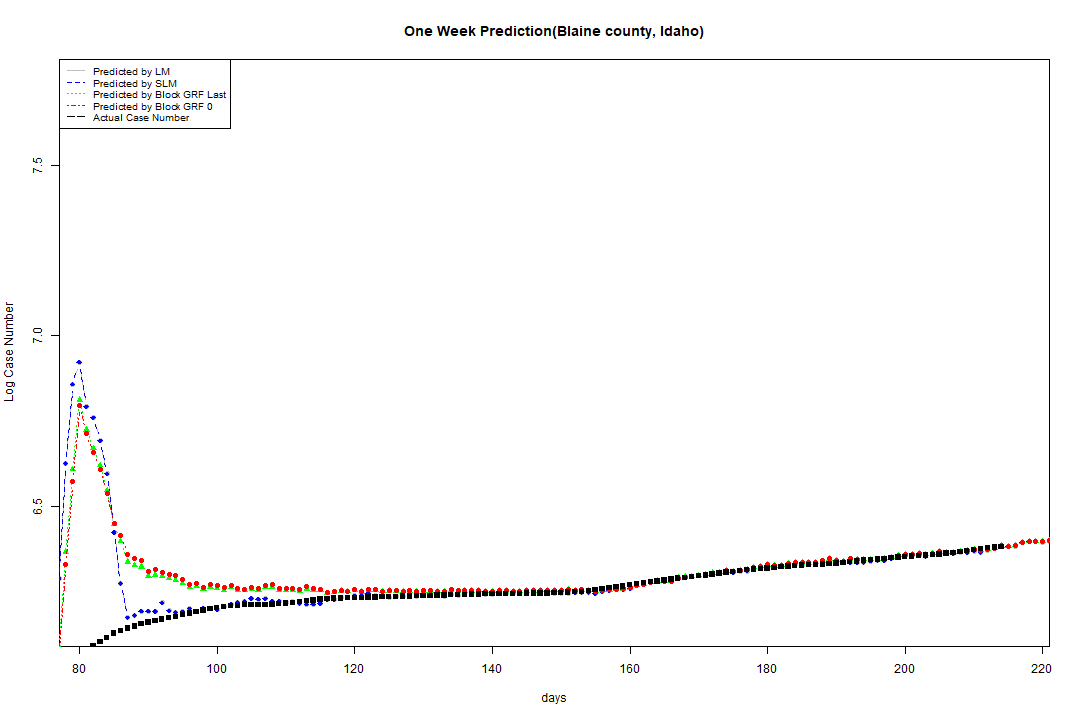 One Week Prediction(Blaine county, Idaho)
Predicted by LM
Predicted by SLM
Predicted by Block GRF Last
Predicted by Block GRF 0
Actual Case Number
7.5
7.0
6.5
Log Case Number
80 100 120 140 160 180 200 220
days